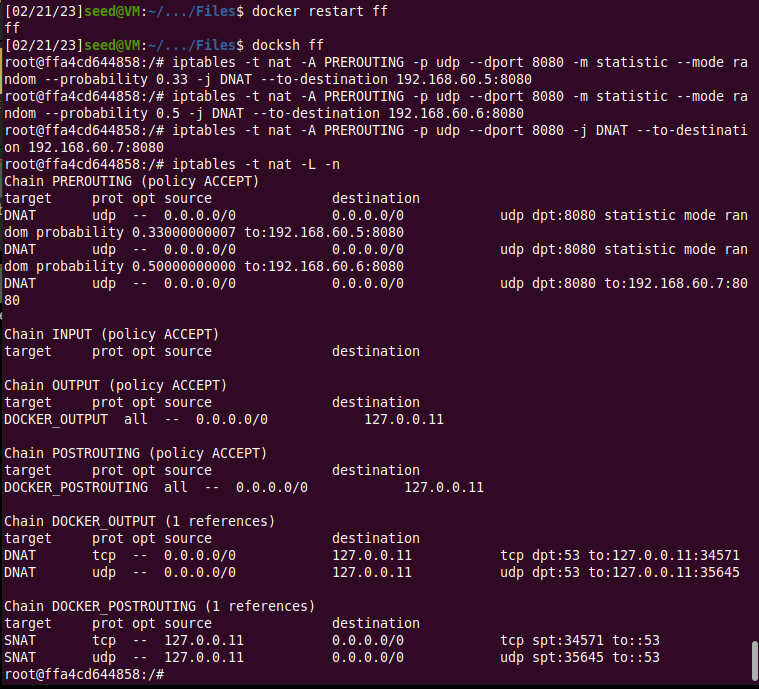 [02/21/23]seed@VM:~/.../Files$ docker restart ff
ff
[02/21/23]seed@VM:~/.../Files$ docksh ff
root@ffa4cd644858:/# iptables -t nat -A PREROUTING -p udp --dport 8080 -m statistic --mode ra
ndom --probability 0.33 -j DNAT --to-destination 192.168.60.5:8080
root@ffa4cd644858:/# iptables -t nat -A PREROUTING -p udp --dport 8080 -m statistic --mode ra
ndom --probability 0.5 -j DNAT --to-destination 192.168.60.6:8080
root@ffa4cd644858:/# iptables -t nat -A PREROUTING -p udp --dport 8080 -j DNAT --to-destinati
on 192.168.60.7:8080
root@ffa4cd644858:/# iptables -t nat -L -n
Chain PREROUTING (policy ACCEPT)
target     prot opt source               destination
DNAT       udp  --  0.0.0.0/0            0.0.0.0/0            udp dpt:8080 statistic mode ran
dom probability 0.33000000007 to:192.168.60.5:8080
DNAT       udp  --  0.0.0.0/0            0.0.0.0/0            udp dpt:8080 statistic mode ran
dom probability 0.50000000000 to:192.168.60.6:8080
DNAT       udp  --  0.0.0.0/0            0.0.0.0/0            udp dpt:8080 to:192.168.60.7:80
80

Chain INPUT (policy ACCEPT)
target     prot opt source               destination

Chain OUTPUT (policy ACCEPT)
target     prot opt source               destination
DOCKER_OUTPUT  all  --  0.0.0.0/0            127.0.0.11

Chain POSTROUTING (policy ACCEPT)
target     prot opt source               destination
DOCKER_POSTROUTING  all  --  0.0.0.0/0            127.0.0.11

Chain DOCKER_OUTPUT (1 references)
target     prot opt source               destination
DNAT       tcp  --  0.0.0.0/0            127.0.0.11           tcp dpt:53 to:127.0.0.11:34571
DNAT       udp  --  0.0.0.0/0            127.0.0.11           udp dpt:53 to:127.0.0.11:35645

Chain DOCKER_POSTROUTING (1 references)
target     prot opt source               destination
SNAT       tcp  --  127.0.0.11           0.0.0.0/0            tcp spt:34571 to::53
SNAT       udp  --  127.0.0.11           0.0.0.0/0            udp spt:35645 to::53
root@ffa4cd644858:/#